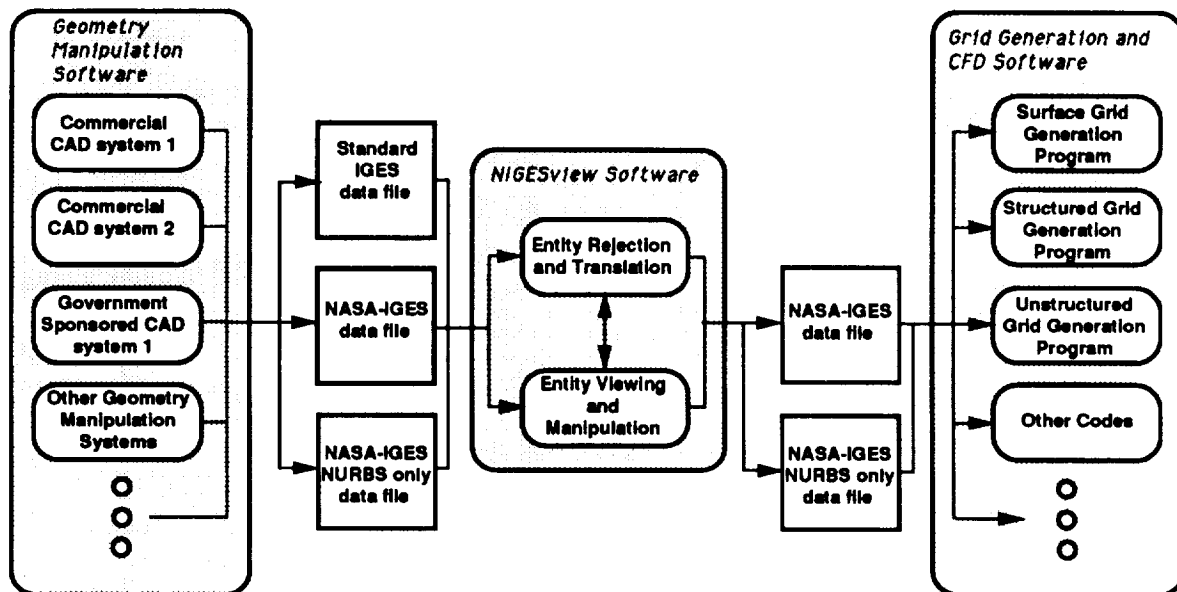 Geometry
Manipulation
Software
Commercial
CAD system 1
Commercial
CAD system 2
Government
Sponsored CAD
system 1
Other Geometry
Manipulation
Systems
Standard
IGES
data file
NASA-IGES
data file
NASA-IGES
NURBS only
data file
NIGESview Software
Entity Rejection
and Translation
Entity Viewing
and
Manipulation
NASA-IGES
data file
NASA-IGES
NURBS only
data file
Grid Generation and
CFD Software
Surface Grid
Generation
Program
Structured Grid
Generation
Program
Unstructured
Grid Generation
Program
Other Codes